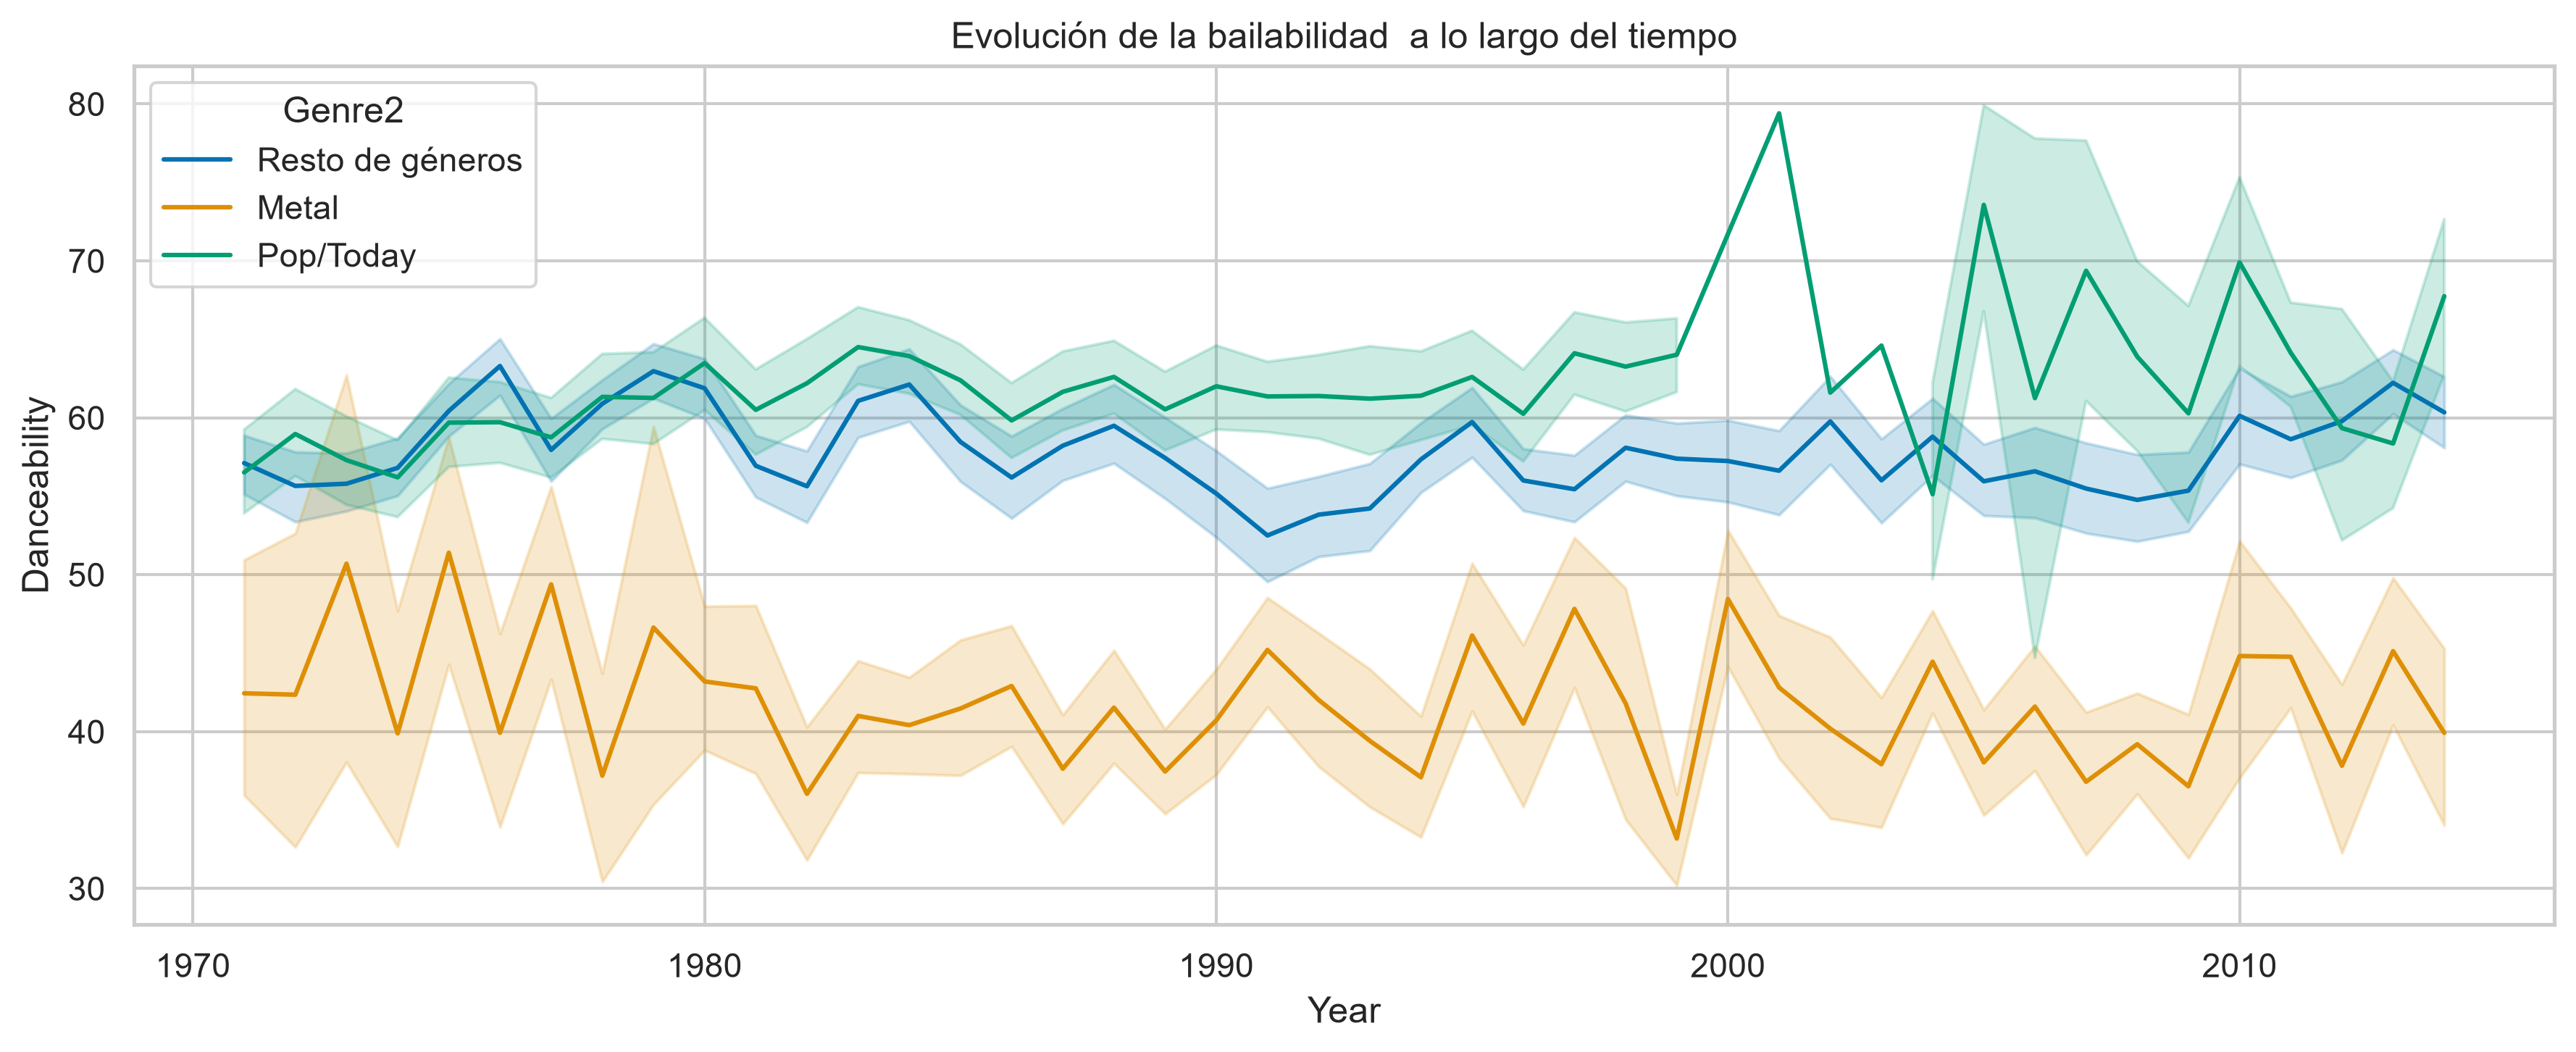 Evolución de la bailabilidad  a lo largo del tiempo
Genre2
Resto de géneros
Metal
Pop/Today
Danceability
80
70
60
50
40
30
1970
1980
1990
2000
2010
Year